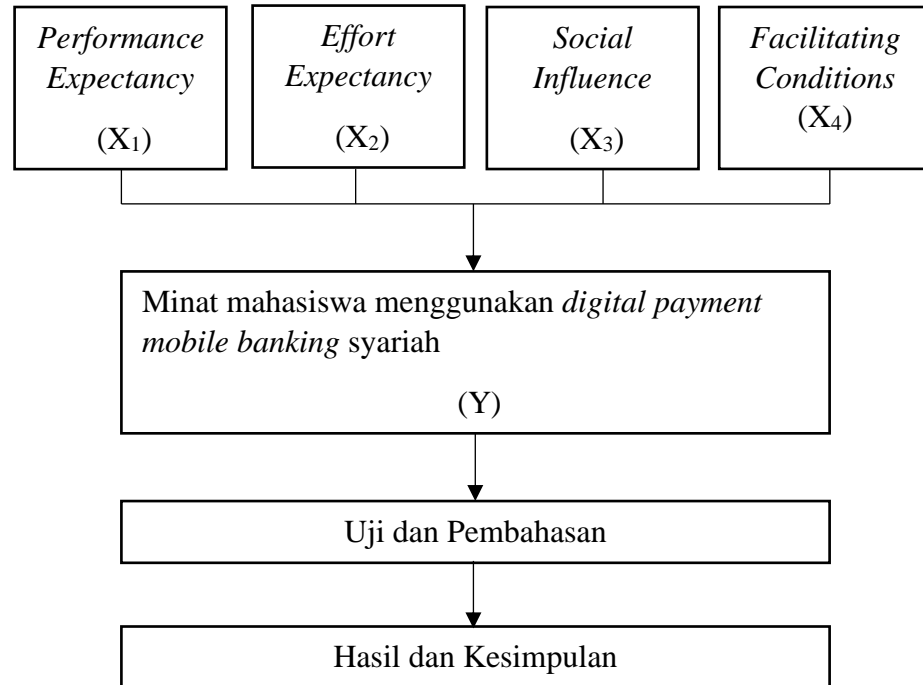 Performance
Expectancy
(X₁)
Effort
Expectancy
(X₂)
Social
Influence
(X₃)
Facilitating
Conditions
(X₄)
Minat mahasiswa menggunakan digital payment
mobile banking syariah
(Y)
Uji dan Pembahasan
Hasil dan Kesimpulan